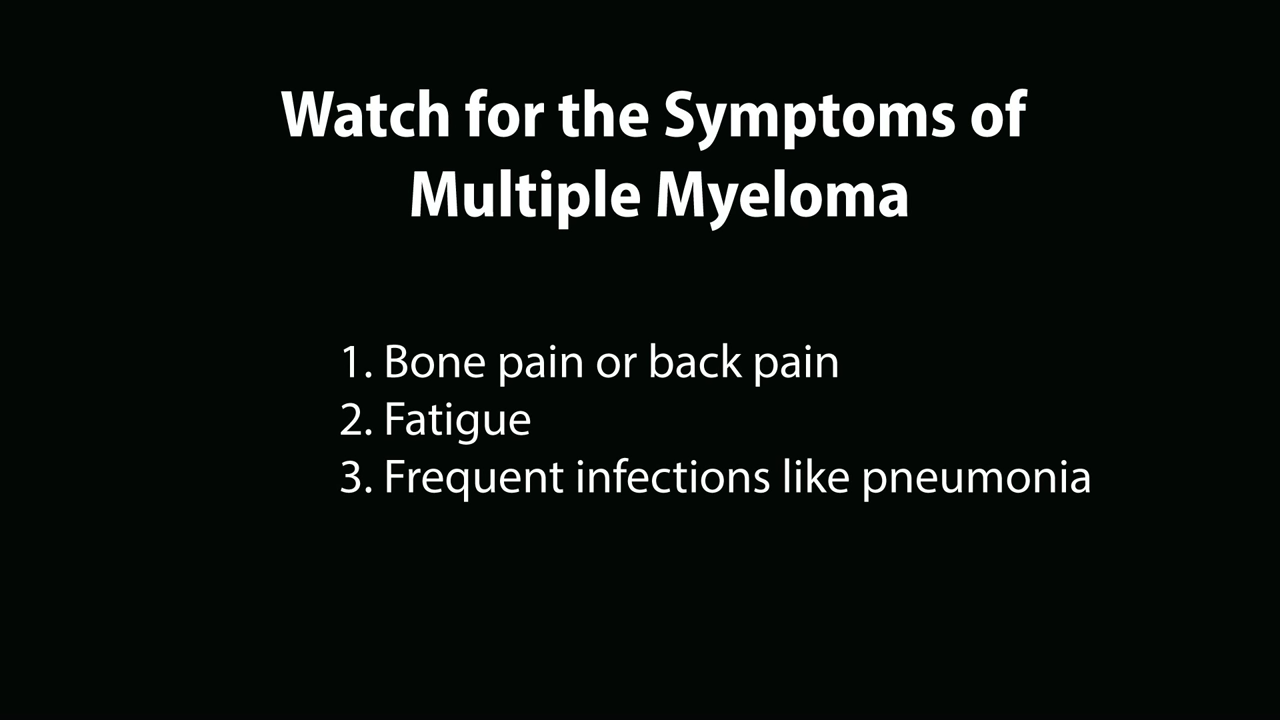 Watch for the Symptoms of
Multiple Myeloma
1. Bone pain or back pain
2. Fatigue
3. Frequent infections like pneumonia